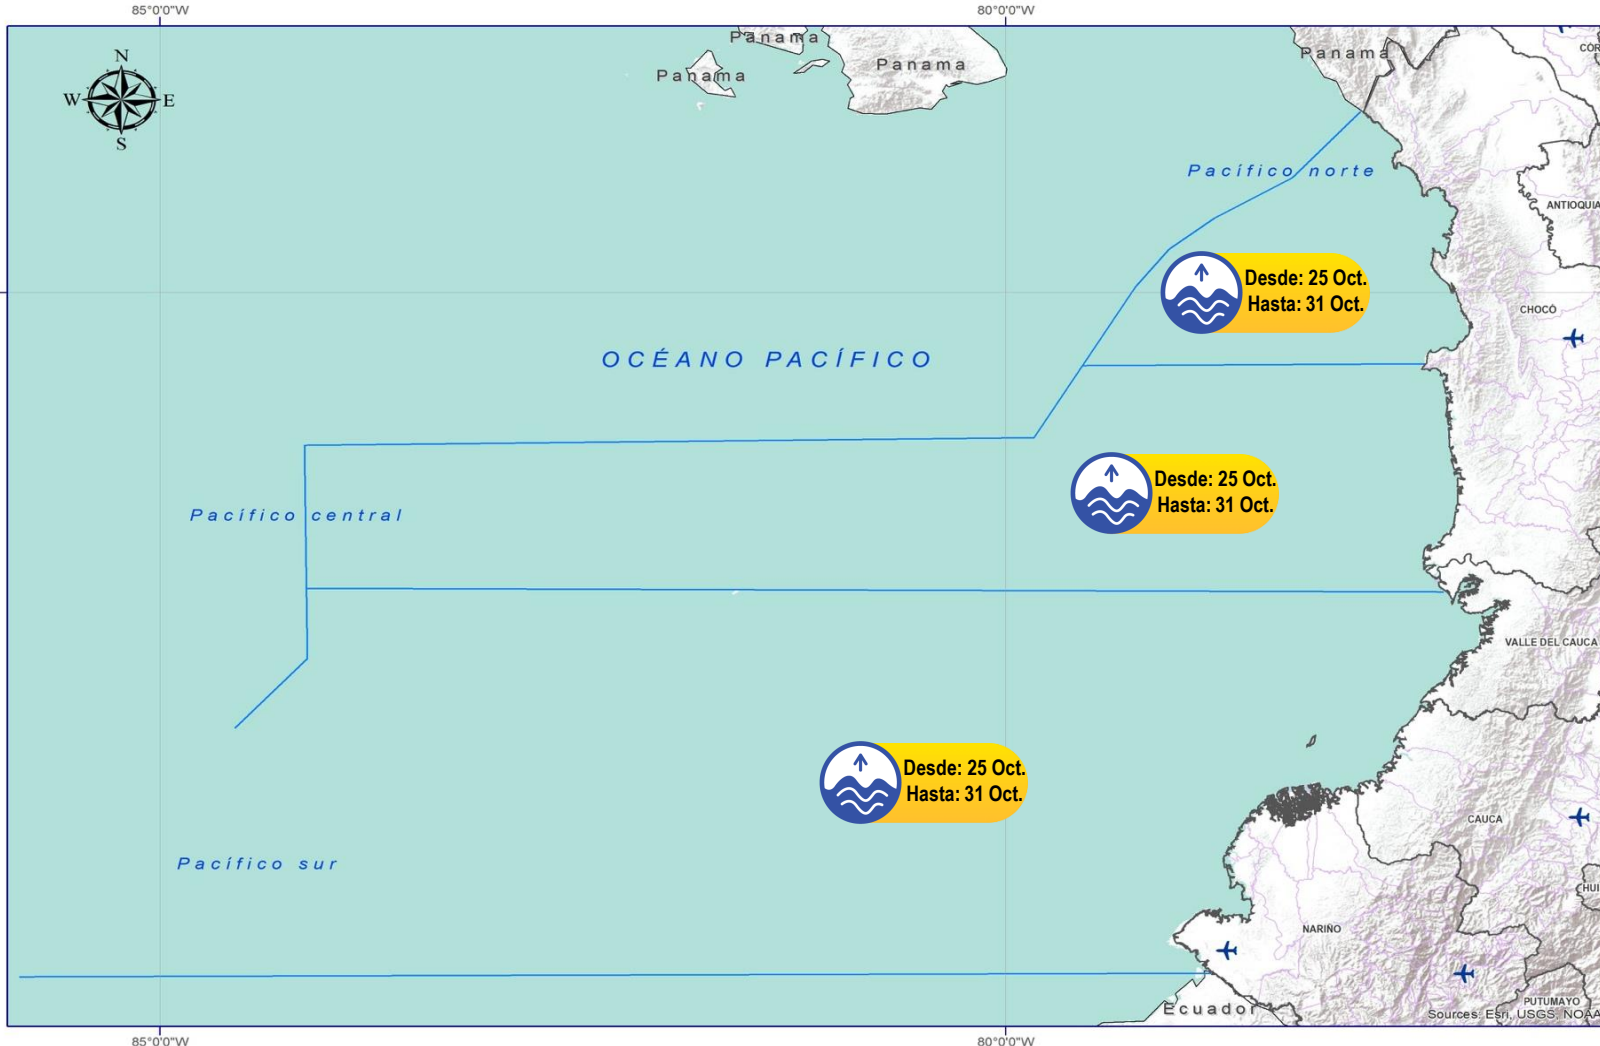 85°0'0"W
80°0'0"W
Panama
Panama
Panama
Panama
CÓR
N
W
E
S
Pacífico norte
ANTIOQUIA
Desde: 25 Oct.
Hasta: 31 Oct.
CHOCÓ
OCÉANO PACÍFICO
Desde: 25 Oct.
Hasta: 31 Oct.
Pacífico central
VALLE DEL CAUCA
Desde: 25 Oct.
Hasta: 31 Oct.
CAUCA
Pacífico sur
HUI
NARIÑO
PUTUMAYO
Ecuador
Sources: Esri, USGS, NOAA
85°0'0"W
80°0'0"W